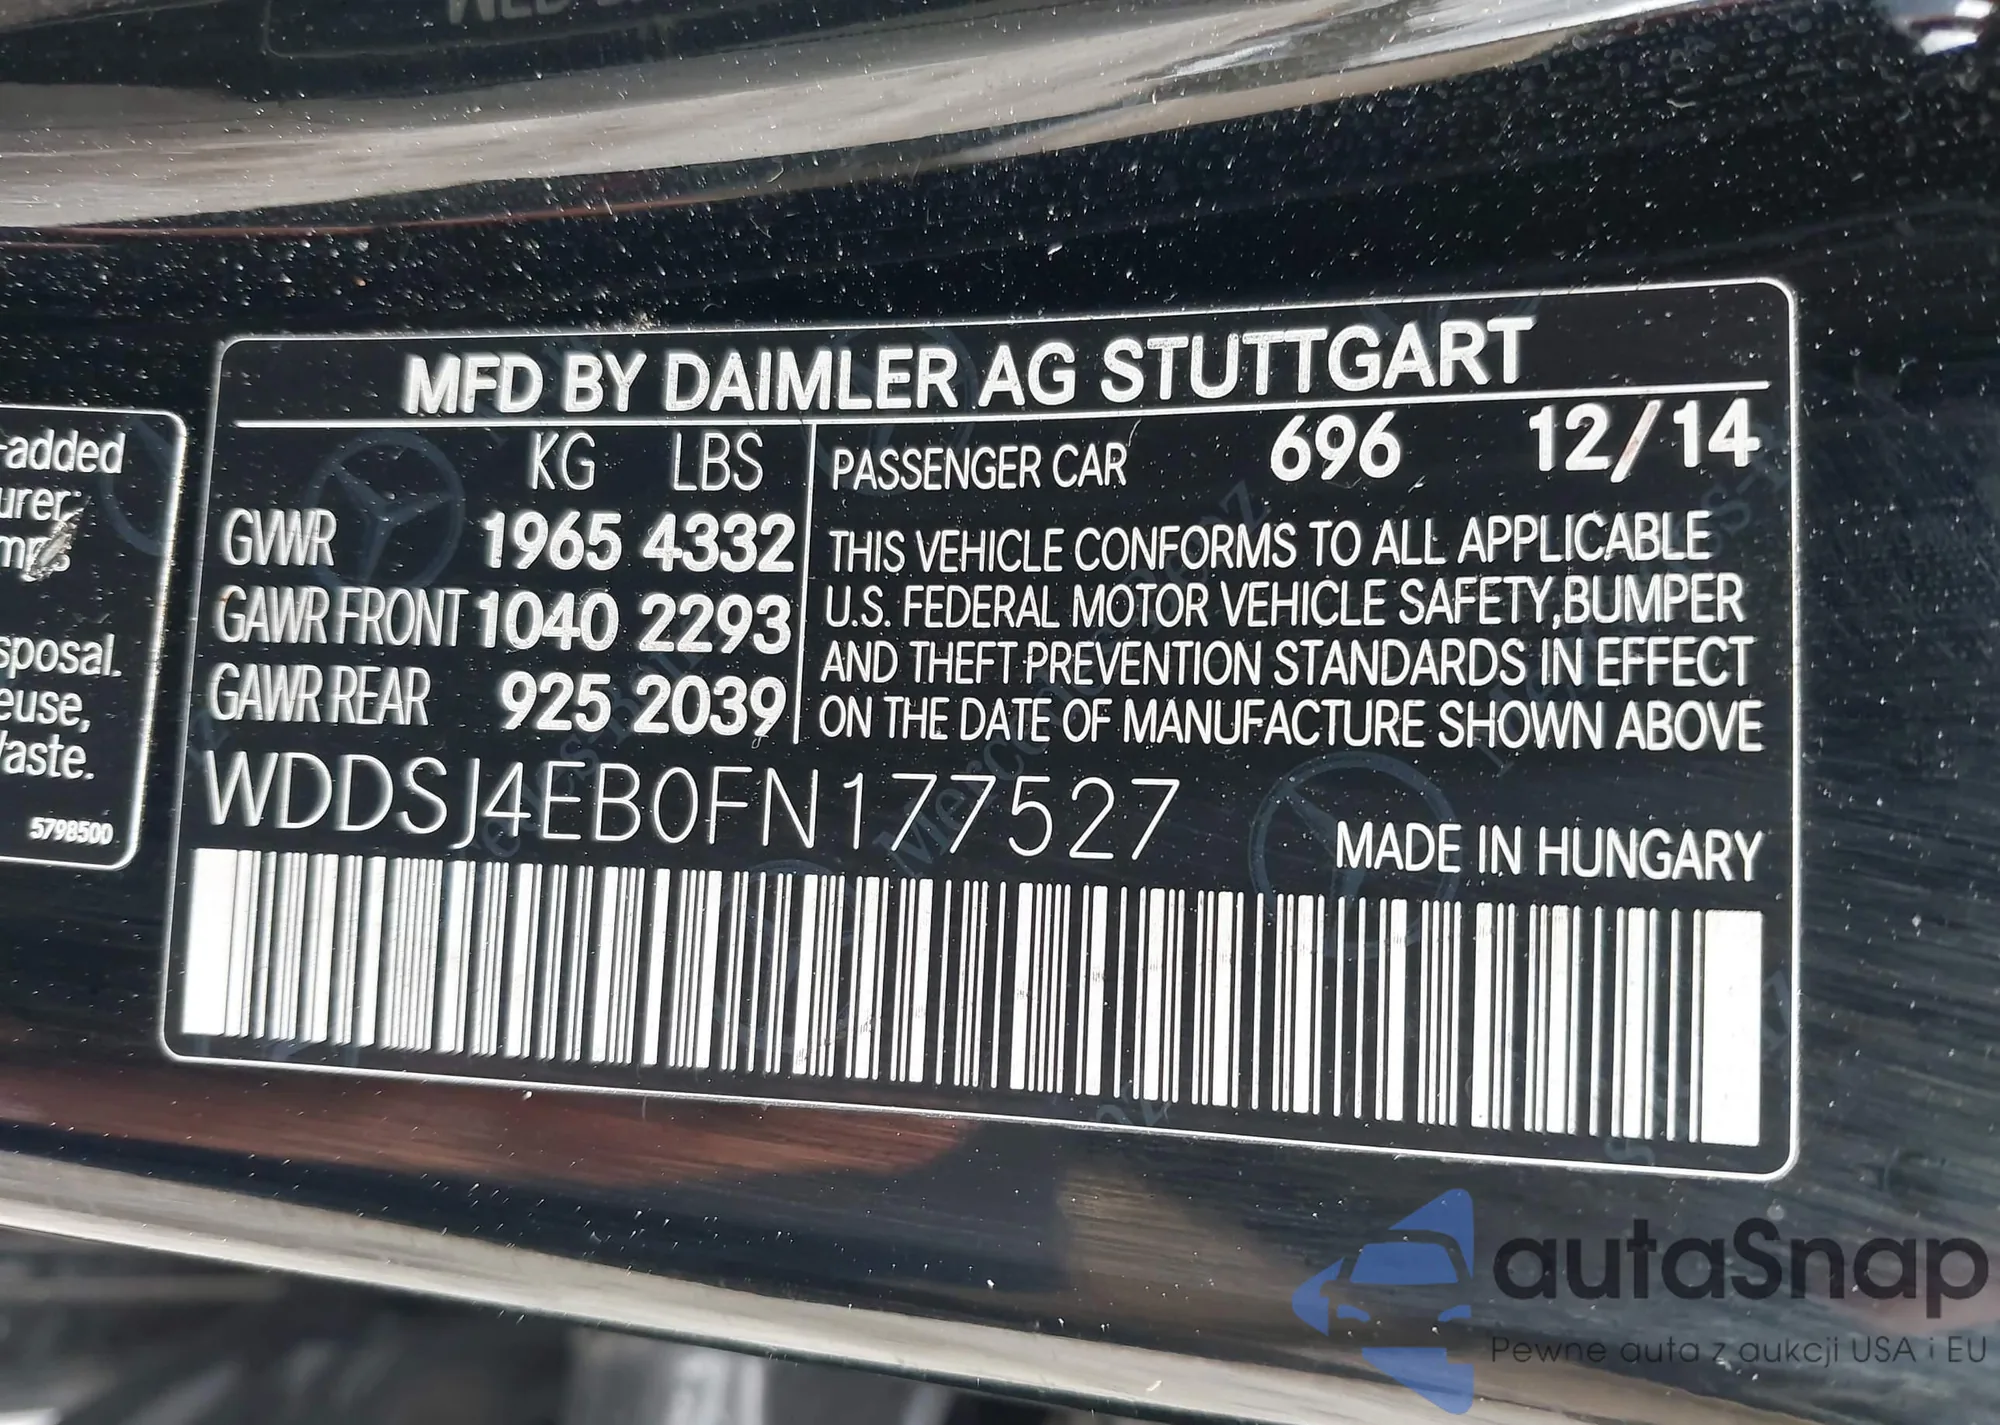 MFD BY DAIMLER AG STUTTGART
KG LBS
GVWR 1965 4332
GAWR FRONT 1040 2293
GAWR REAR 925 2039
PASSENGER CAR 696 12/14
THIS VEHICLE CONFORMS TO ALL APPLICABLE
U.S. FEDERAL MOTOR VEHICLE SAFETY, BUMPER
AND THEFT PREVENTION STANDARDS IN EFFECT
ON THE DATE OF MANUFACTURE SHOWN ABOVE
WDDSJ4EB0FN177527
MADE IN HUNGARY
-added
urer
sposal.
euse,
aste.
5798500
autaSnap
Pewne auta z aukcji USA i EU